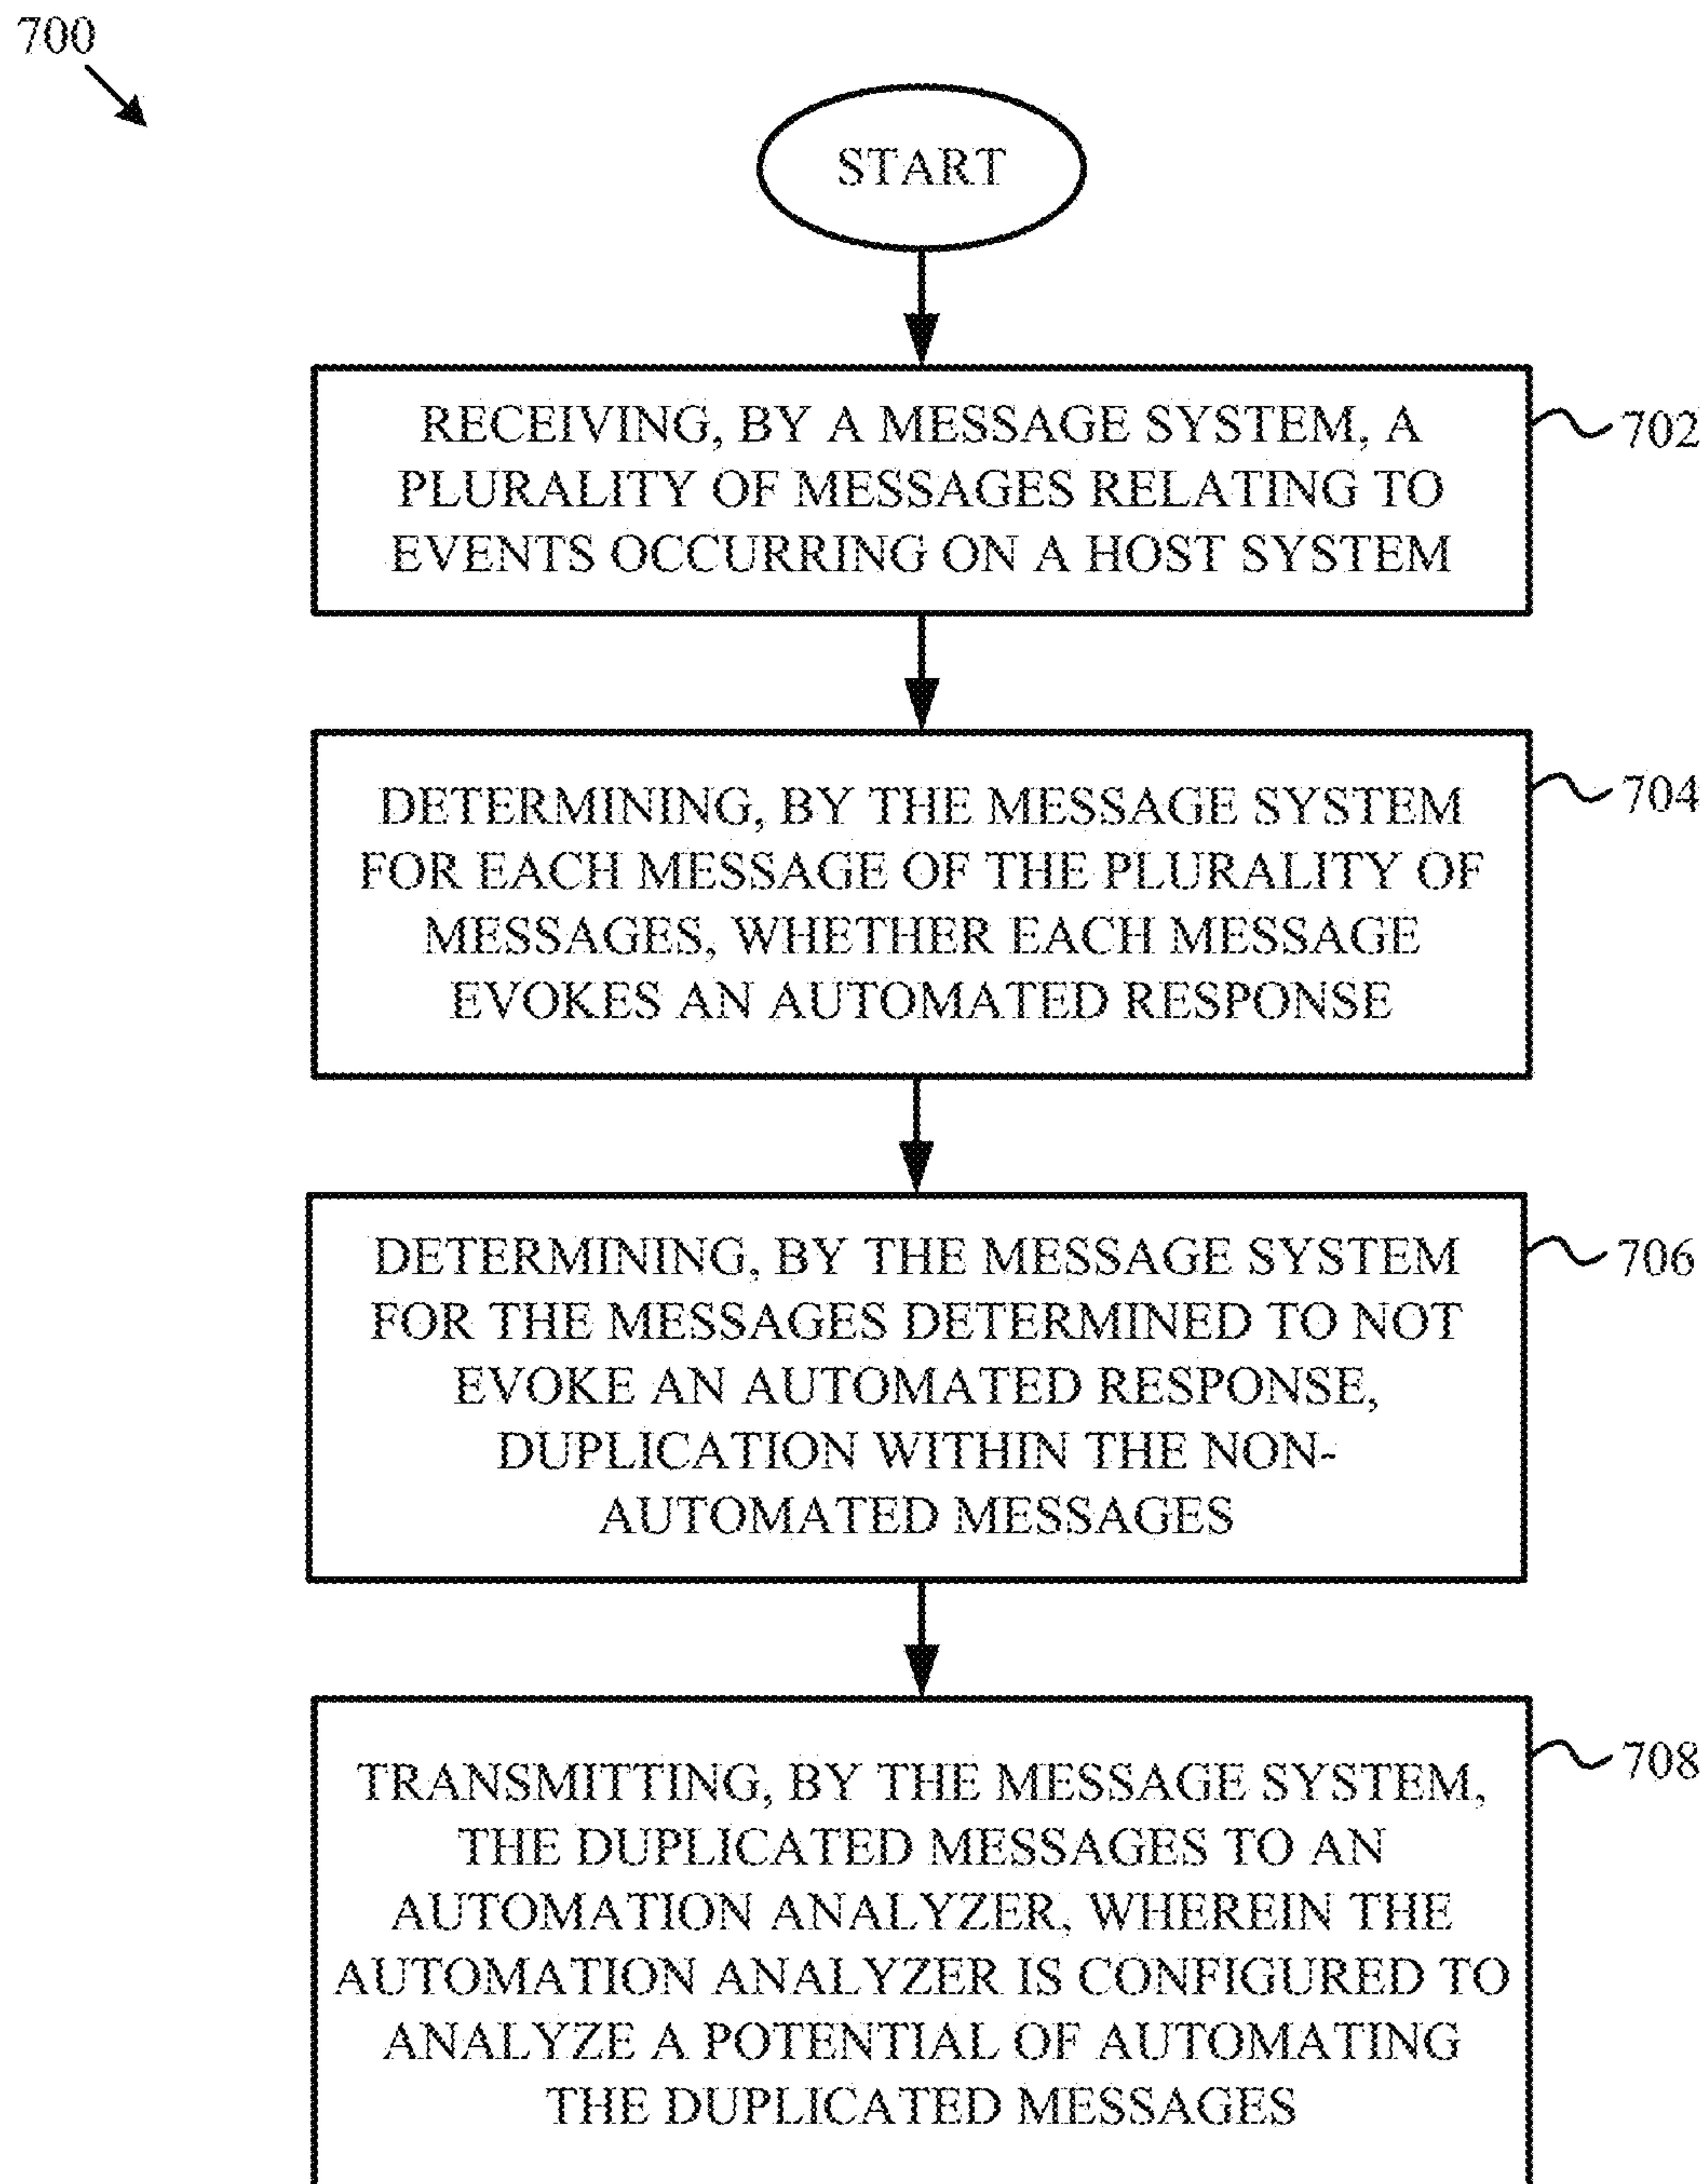 700
START
RECEIVING, BY A MESSAGE SYSTEM, A
PLURALITY OF MESSAGES RELATING TO
EVENTS OCCURRING ON A HOST SYSTEM
702
DETERMINING, BY THE MESSAGE SYSTEM
FOR EACH MESSAGE OF THE PLURALITY OF
MESSAGES, WHETHER EACH MESSAGE
EVOKES AN AUTOMATED RESPONSE
704
DETERMINING, BY THE MESSAGE SYSTEM
FOR THE MESSAGES DETERMINED TO NOT
EVOKE AN AUTOMATED RESPONSE,
DUPLICATION WITHIN THE NON-
AUTOMATED MESSAGES
706
TRANSMITTING, BY THE MESSAGE SYSTEM,
THE DUPLICATED MESSAGES TO AN
AUTOMATION ANALYZER, WHEREIN THE
AUTOMATION ANALYZER IS CONFIGURED TO
ANALYZE A POTENTIAL OF AUTOMATING
THE DUPLICATED MESSAGES
708